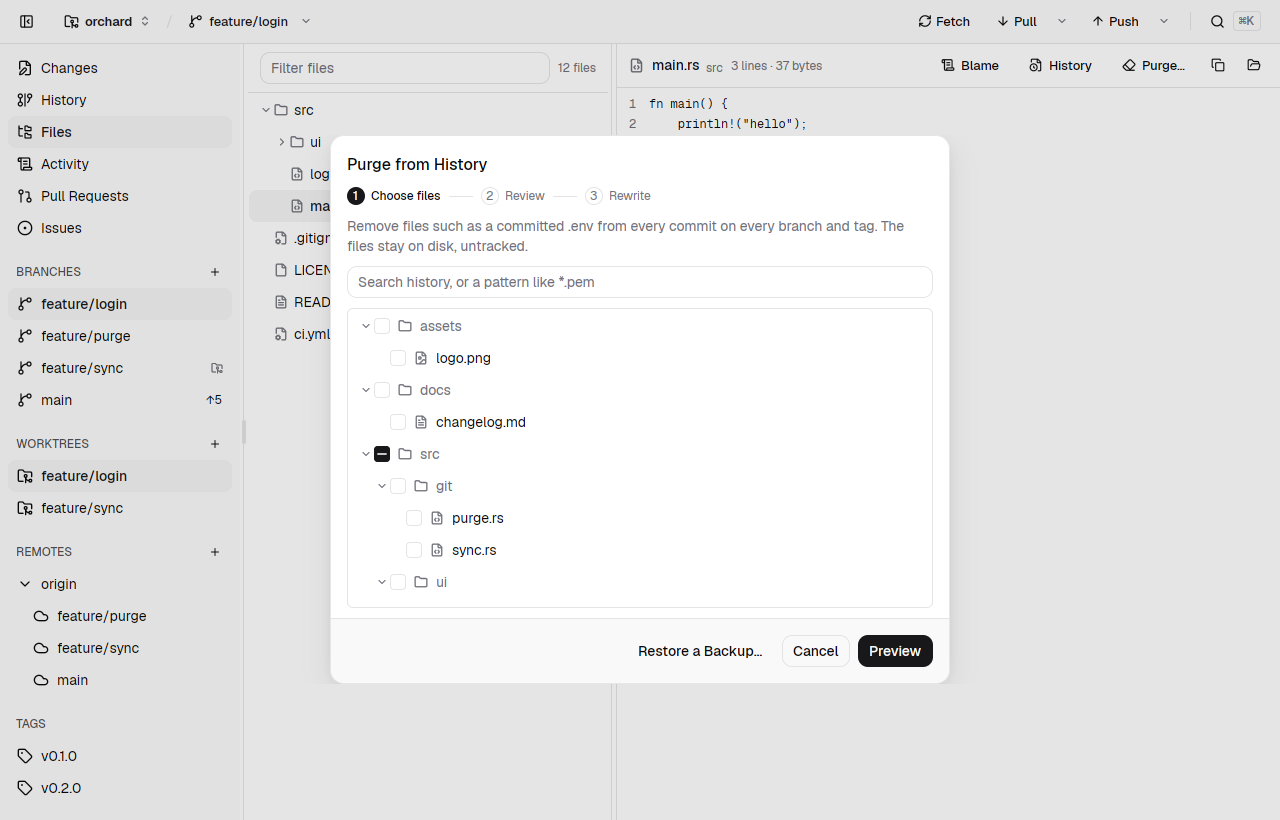 orchard / feature/login
Fetch Pull Push ⌘K
Changes
History
Files
Activity
Pull Requests
Issues
BRANCHES
feature/login
feature/purge
feature/sync
main ↑5
WORKTREES
feature/login
feature/sync
REMOTES
origin
feature/purge
feature/sync
main
TAGS
v0.1.0
v0.2.0
Filter files 12 files
src
ui
log
ma
.gitign
LICEN
READ
ci.yml
main.rs src 3 lines · 37 bytes Blame History Purge...
1 fn main() {
2 println!("hello");
Purge from History
1 Choose files 2 Review 3 Rewrite
Remove files such as a committed .env from every commit on every branch and tag. The
files stay on disk, untracked.
Search history, or a pattern like *.pem
assets
logo.png
docs
changelog.md
src
git
purge.rs
sync.rs
ui
Restore a Backup... Cancel Preview